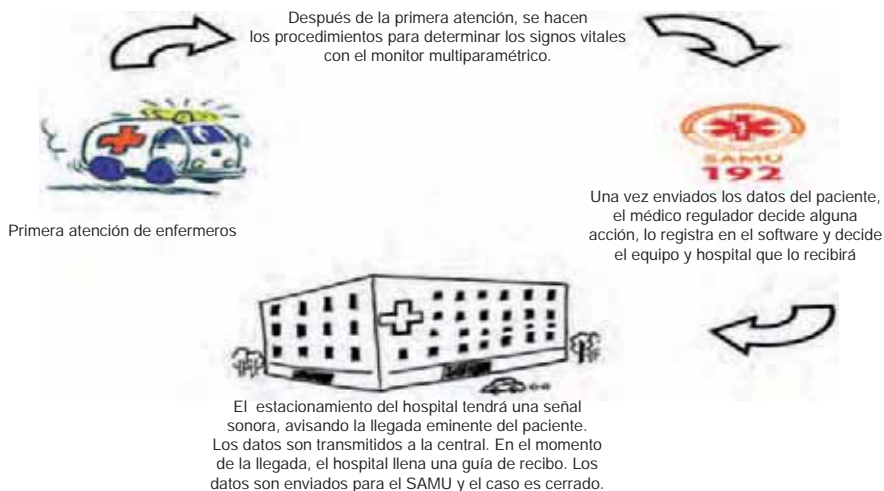 Después de la primera atención, se hacen
los procedimientos para determinar los signos vitales
con el monitor multiparamétrico.
Primera atención de enfermeros
SAMU
192
Una vez enviados los datos del paciente,
el médico regulador decide alguna
acción, lo registra en el software y decide
el equipo y hospital que lo recibirá
El estacionamiento del hospital tendrá una señal
sonora, avisando la llegada eminente del paciente.
Los datos son transmitidos a la central. En el momento
de la llegada, el hospital llena una guía de recibo. Los
datos son enviados para el SAMU y el caso es cerrado.